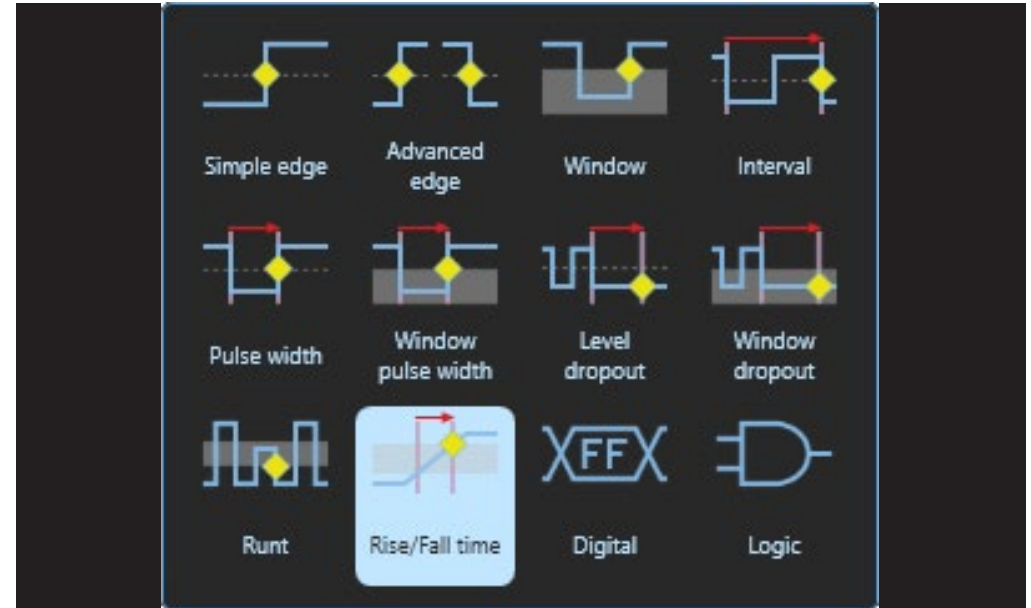 Simple edge
Advanced
edge
Window
Interval
Pulse width
Window
pulse width
Level
dropout
Window
dropout
FF
Runt
Rise/Fall time
Digital
Logic